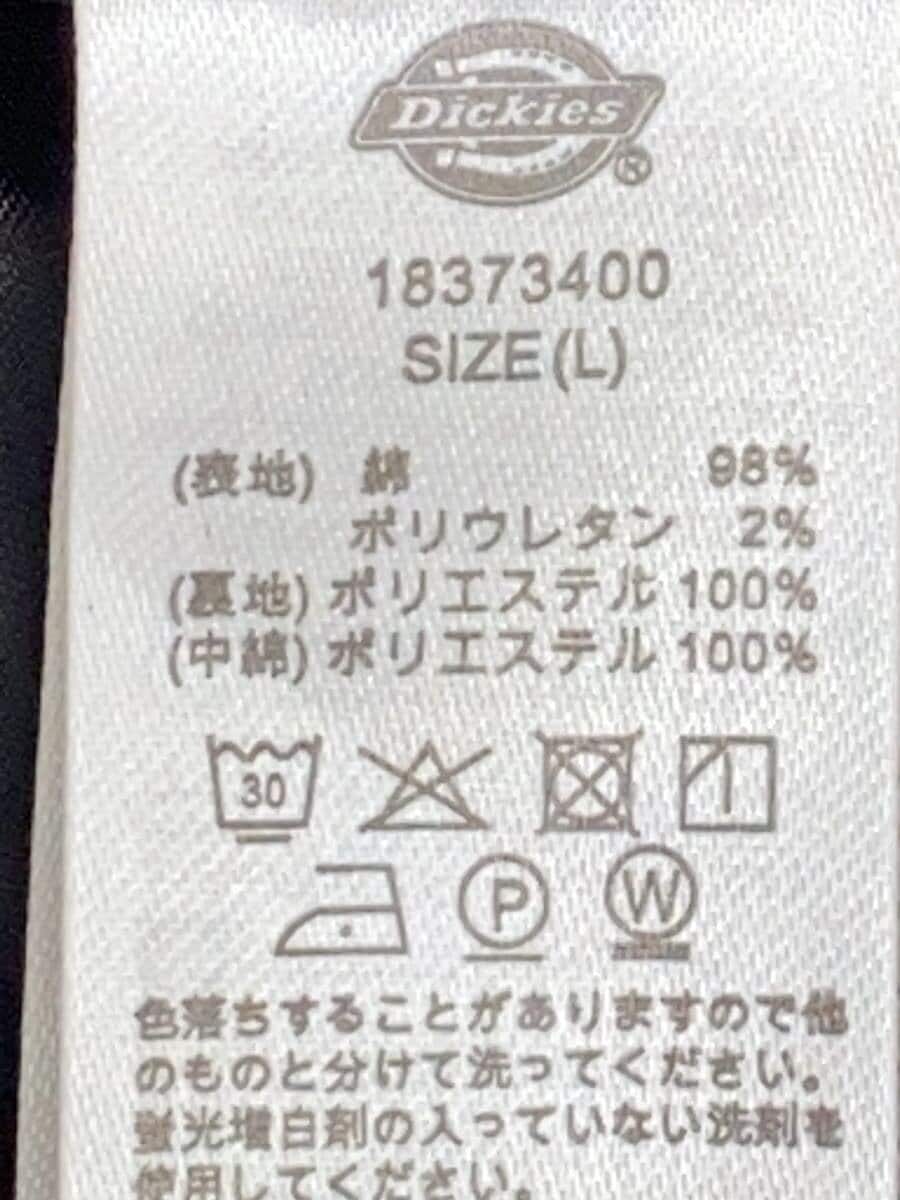 Dickies
®
18373400
SIZE(L)
(表地) 綿 98%
ポリウレタン 2%
(裏地) ポリエステル 100%
(中綿) ポリエステル 100%
30
P
W
色落ちすることがありますので他
のものと分けて洗ってください。
蛍光増白剤の入っていない洗剤を
使用してください。